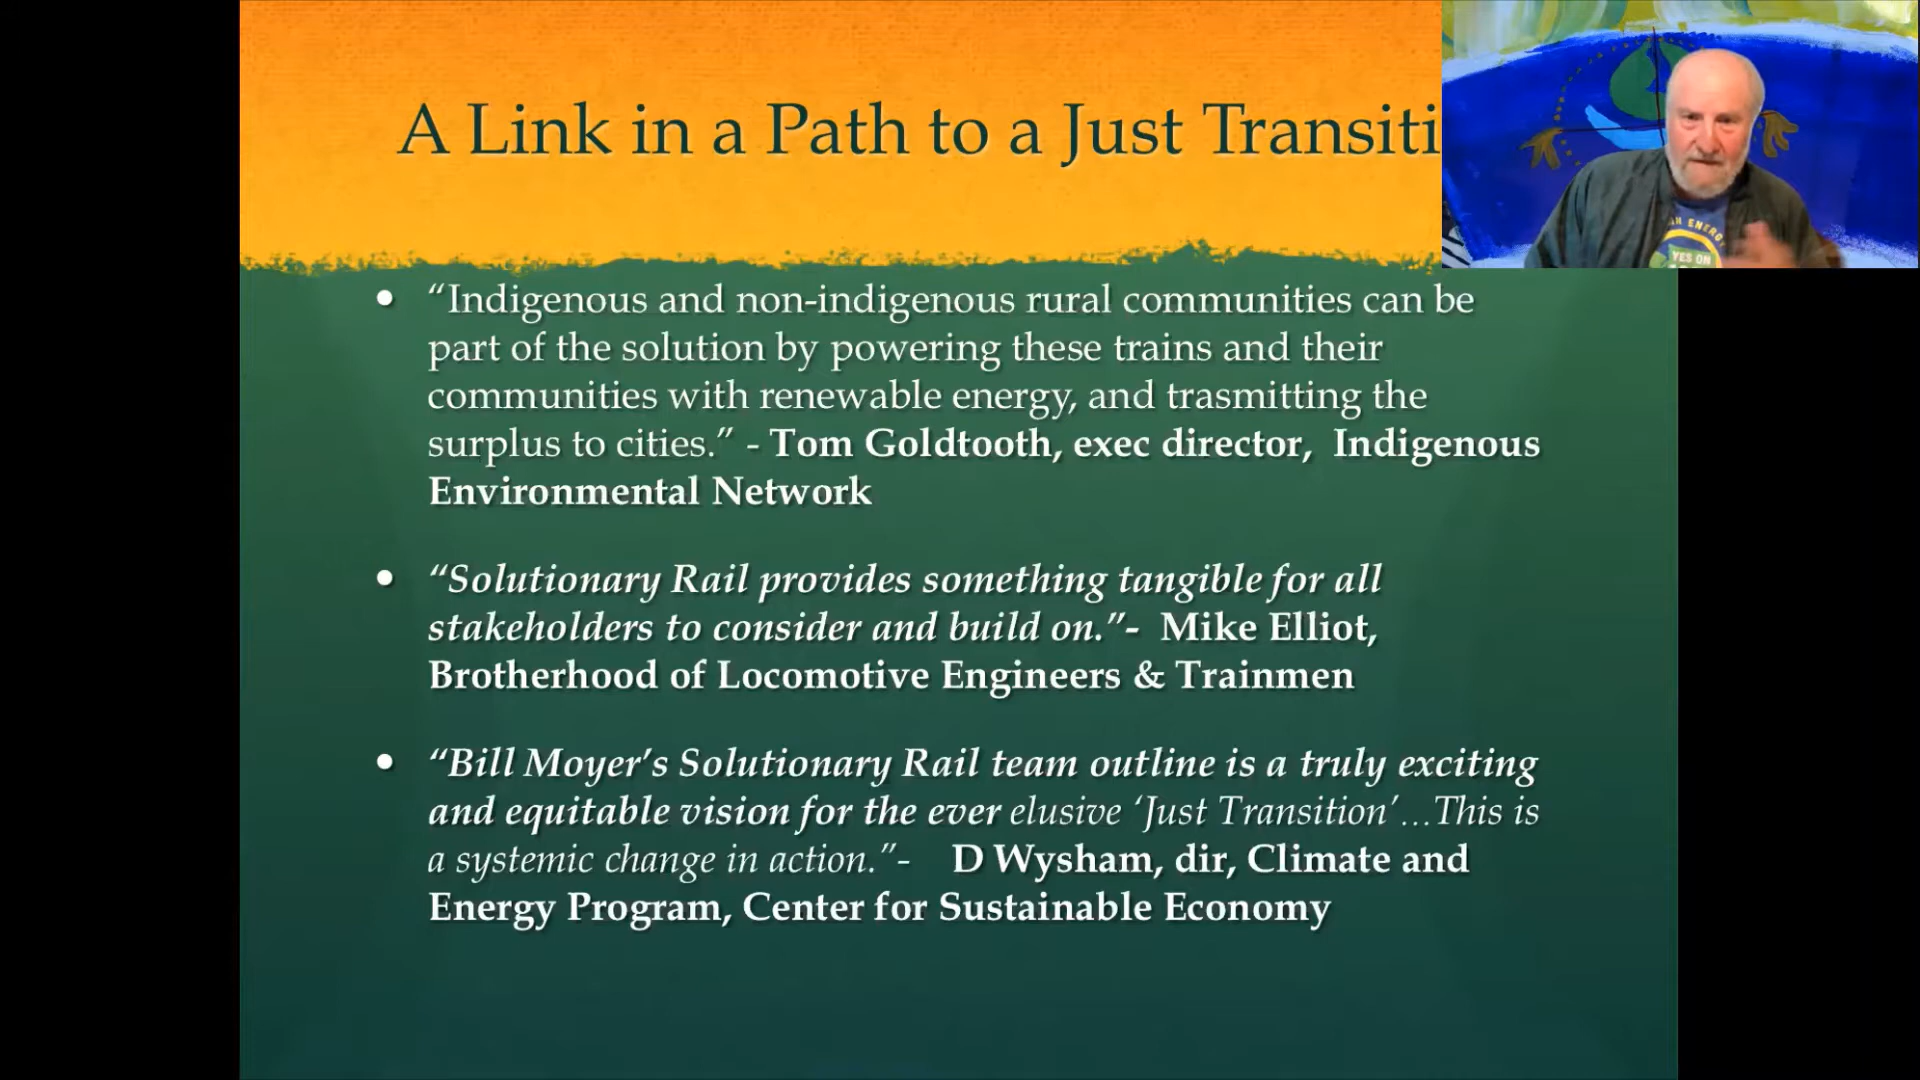 A Link in a Path to a Just Transiti
• “Indigenous and non-indigenous rural communities can be
part of the solution by powering these trains and their
communities with renewable energy, and trasmitting the
surplus to cities.” - Tom Goldtooth, exec director, Indigenous
Environmental Network
• “Solutionary Rail provides something tangible for all
stakeholders to consider and build on.”- Mike Elliot,
Brotherhood of Locomotive Engineers & Trainmen
• “Bill Moyer’s Solutionary Rail team outline is a truly exciting
and equitable vision for the ever elusive ‘Just Transition’…This is
a systemic change in action.”- D Wysham, dir, Climate and
Energy Program, Center for Sustainable Economy
ENERGY
YES ON